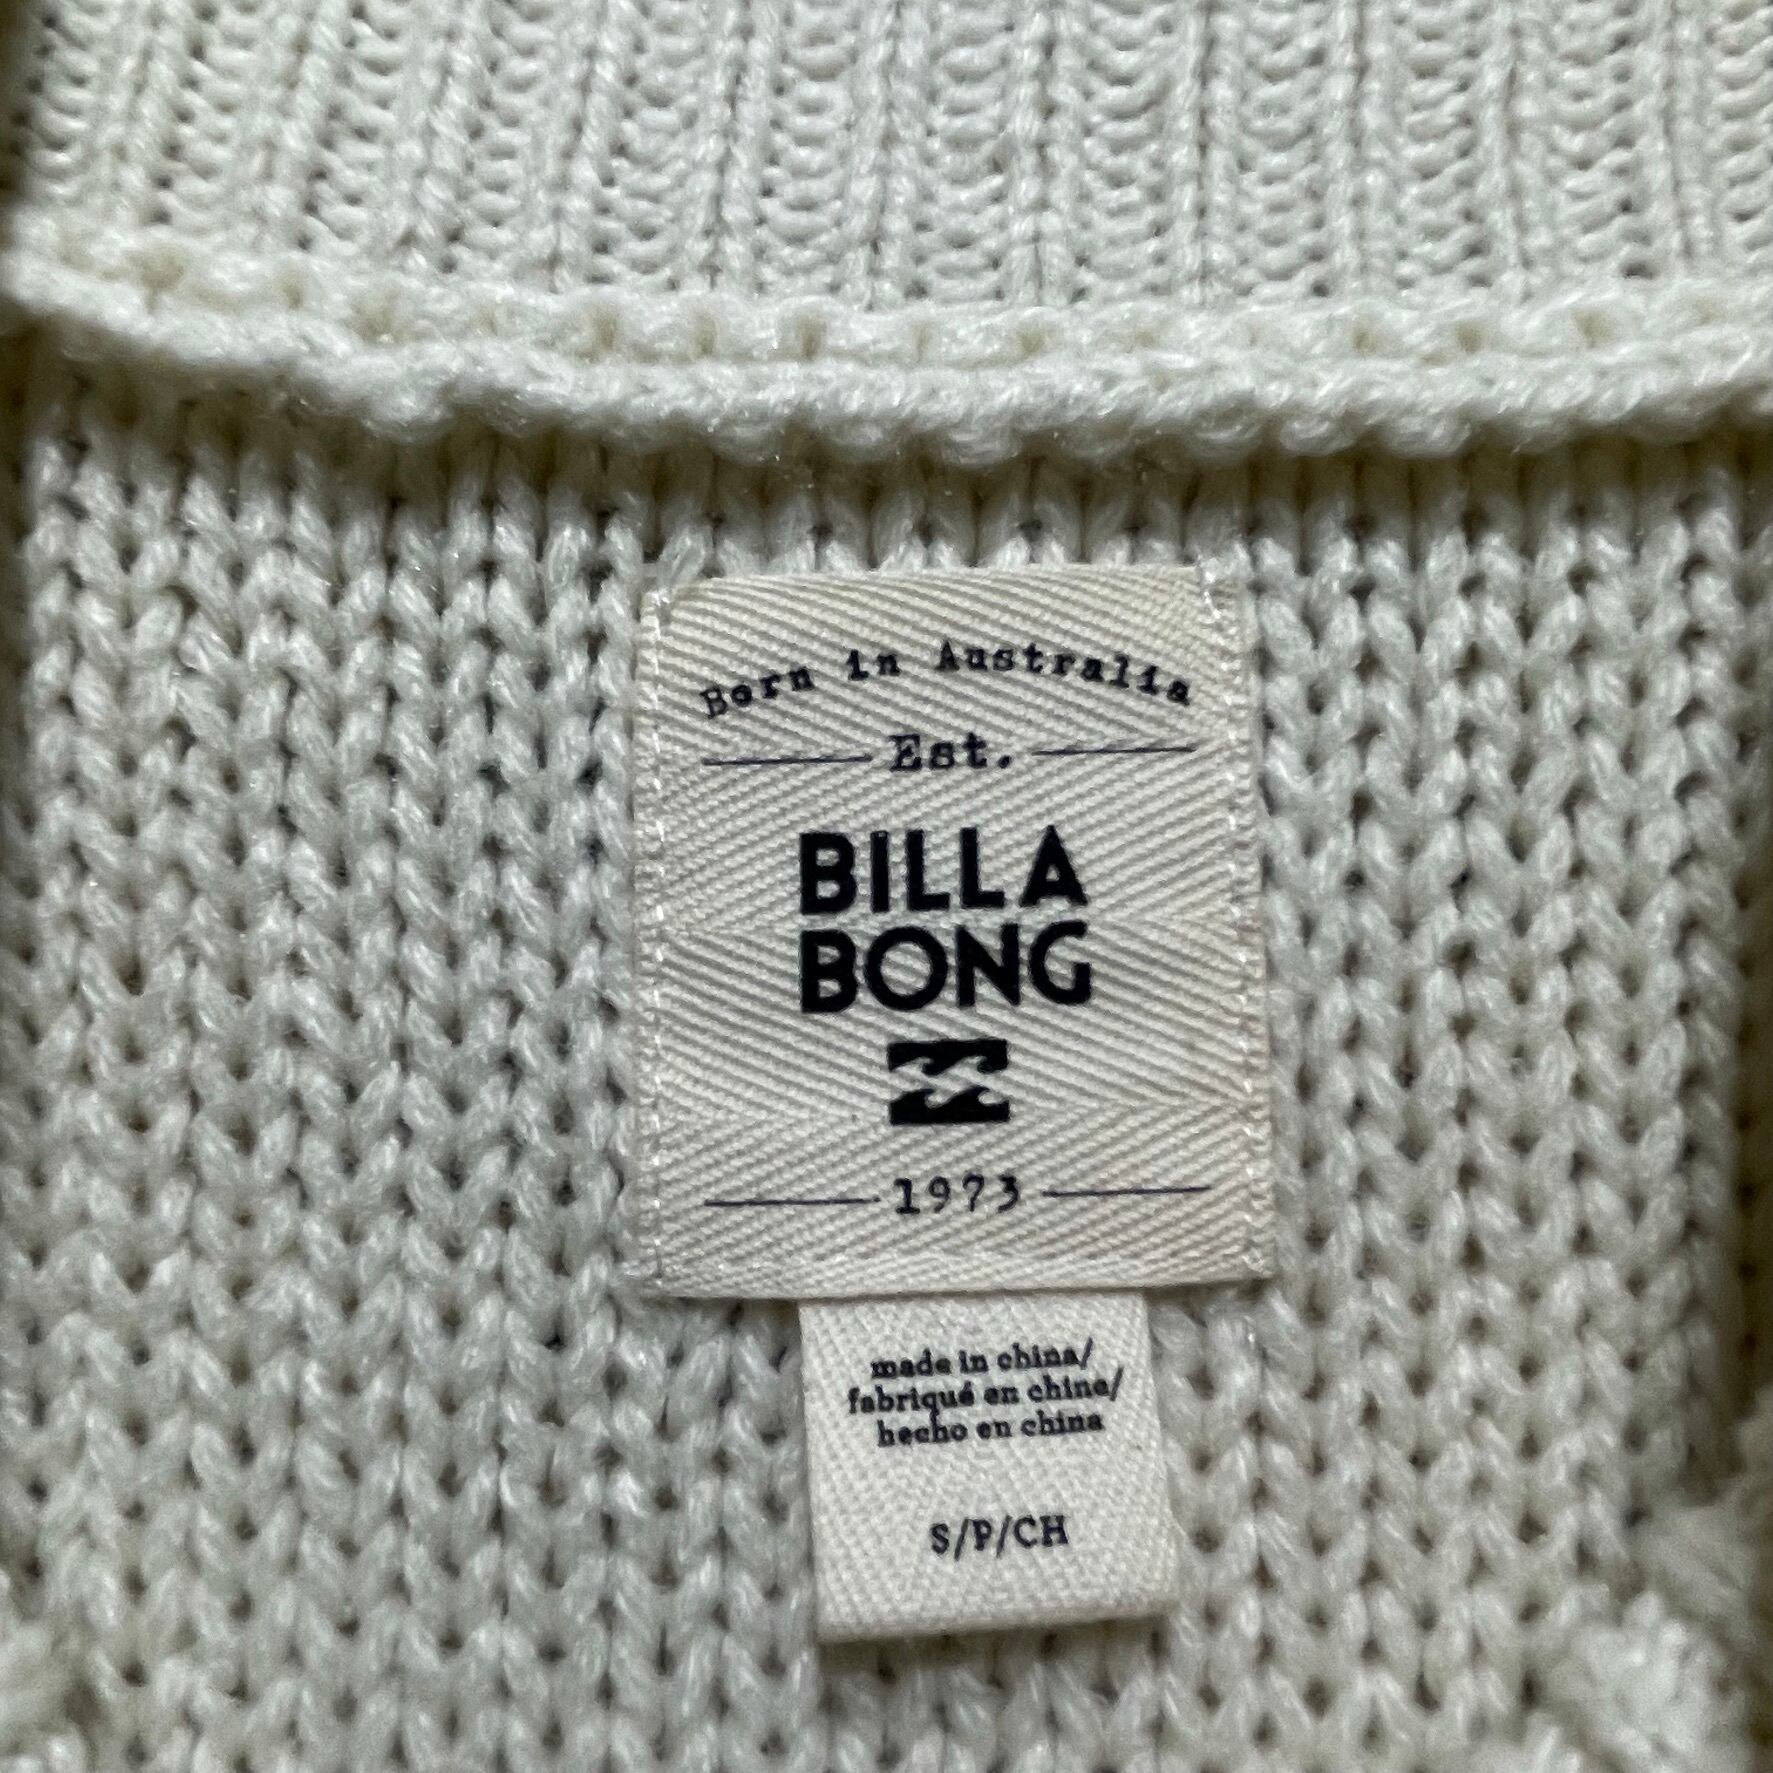 Born in Australia
Est.
BILLA
BONG
1973
made in china/
fabriqué en chine/
hecho en china
S/P/CH